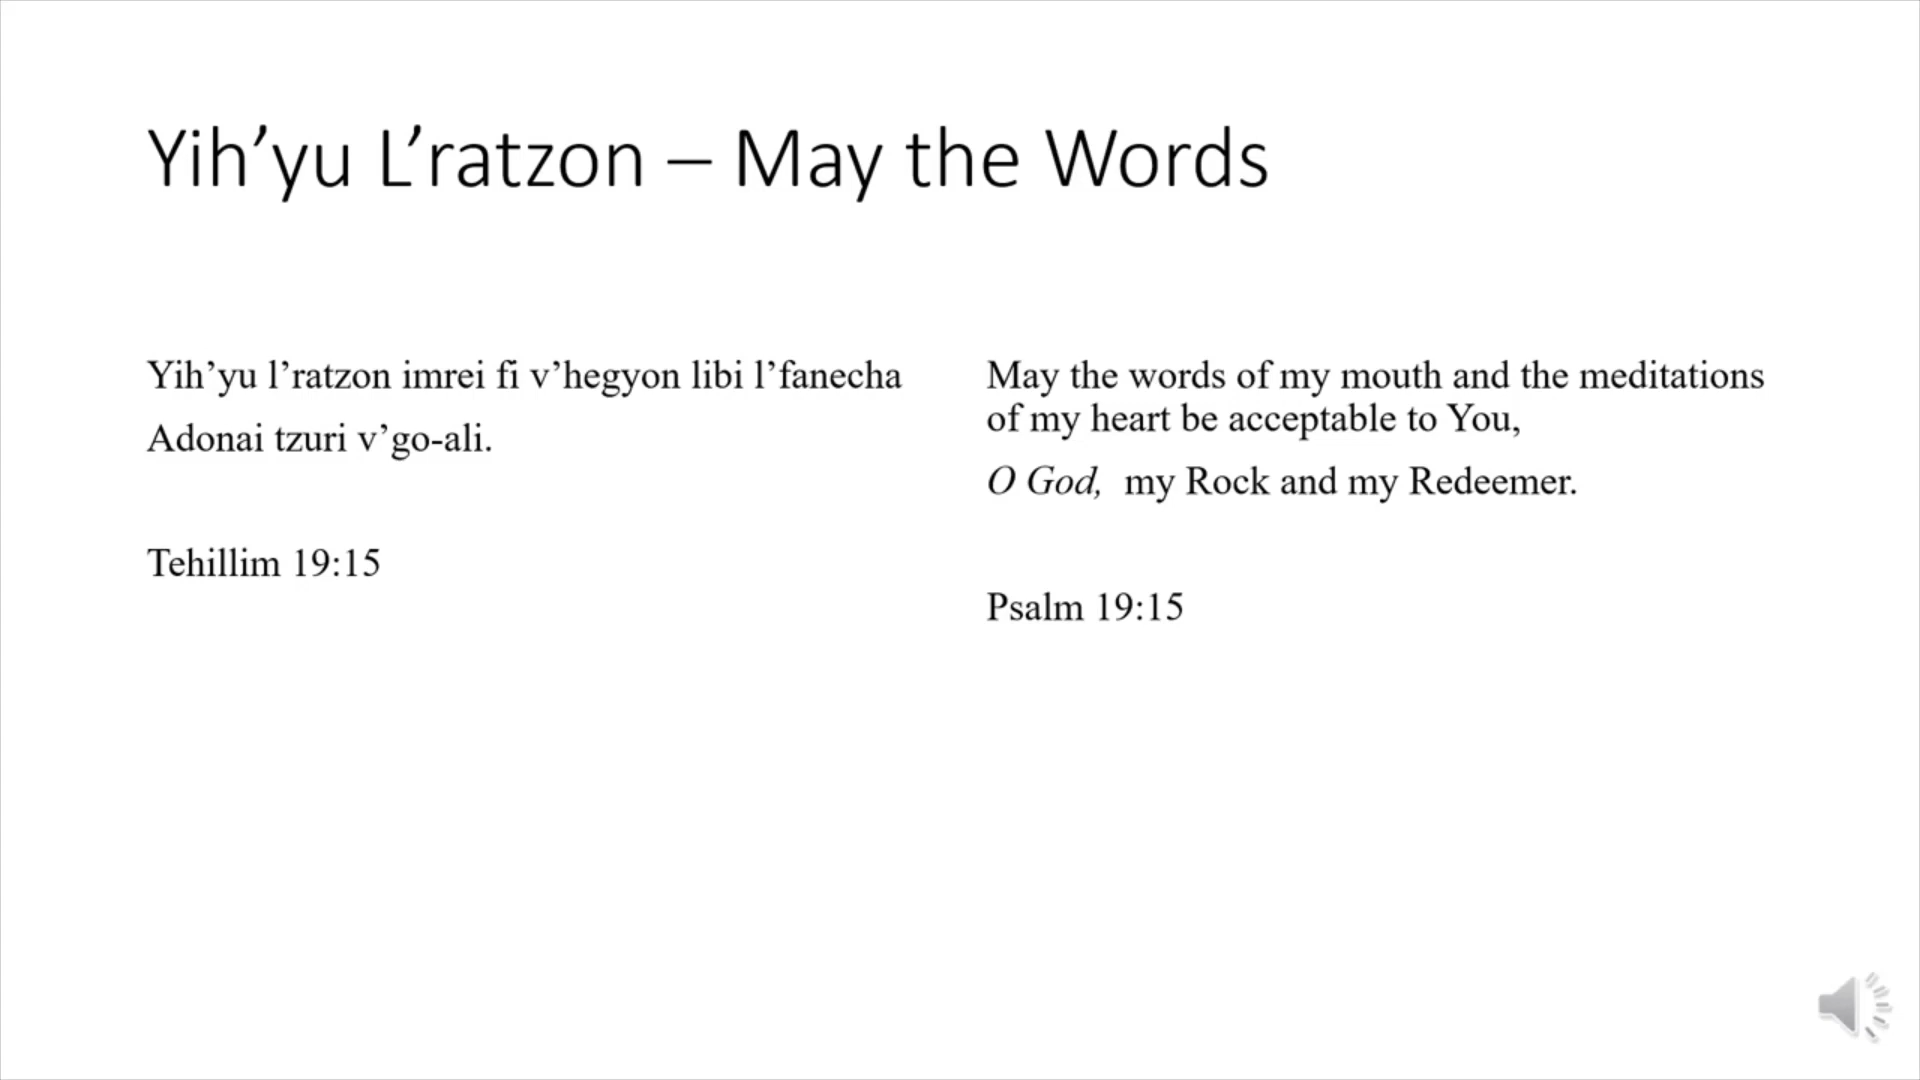 Yih’yu L’ratzon – May the Words
Yih’yu l’ratzon imrei fi v’hegyon libi l’fanecha
Adonai tzuri v’go-ali.
Tehillim 19:15
May the words of my mouth and the meditations
of my heart be acceptable to You,
O God,  my Rock and my Redeemer.
Psalm 19:15